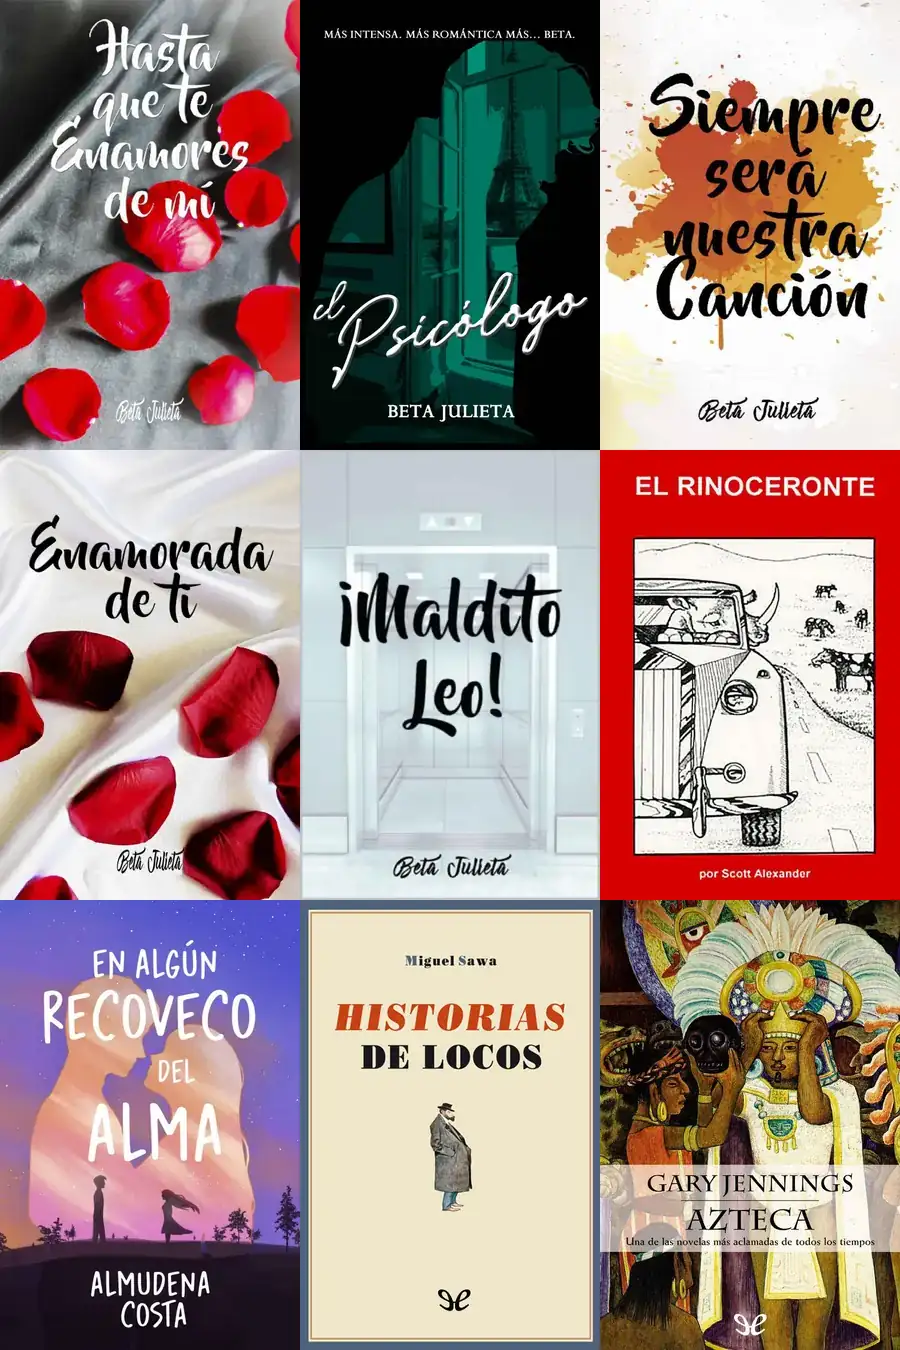 Hasta
que te
Enamores
de mí
Beta Julieta
MÁS INTENSA. MÁS ROMÁNTICA MÁS... BETA.
el
Psicólogo
BETA JULIETA
Siempre
será
nuestra
Canción
Beta Julieta
Enamorada
de ti
Beta Julieta
¡Maldito
Leo!
Beta Julieta
EL RINOCERONTE
por Scott Alexander
EN ALGÚN
RECOVECO
DEL
ALMA
ALMUDENA
COSTA
Miguel Sawa
HISTORIAS
DE LOCOS
GARY JENNINGS
AZTECA
Una de las novelas más aclamadas de todos los tiempos